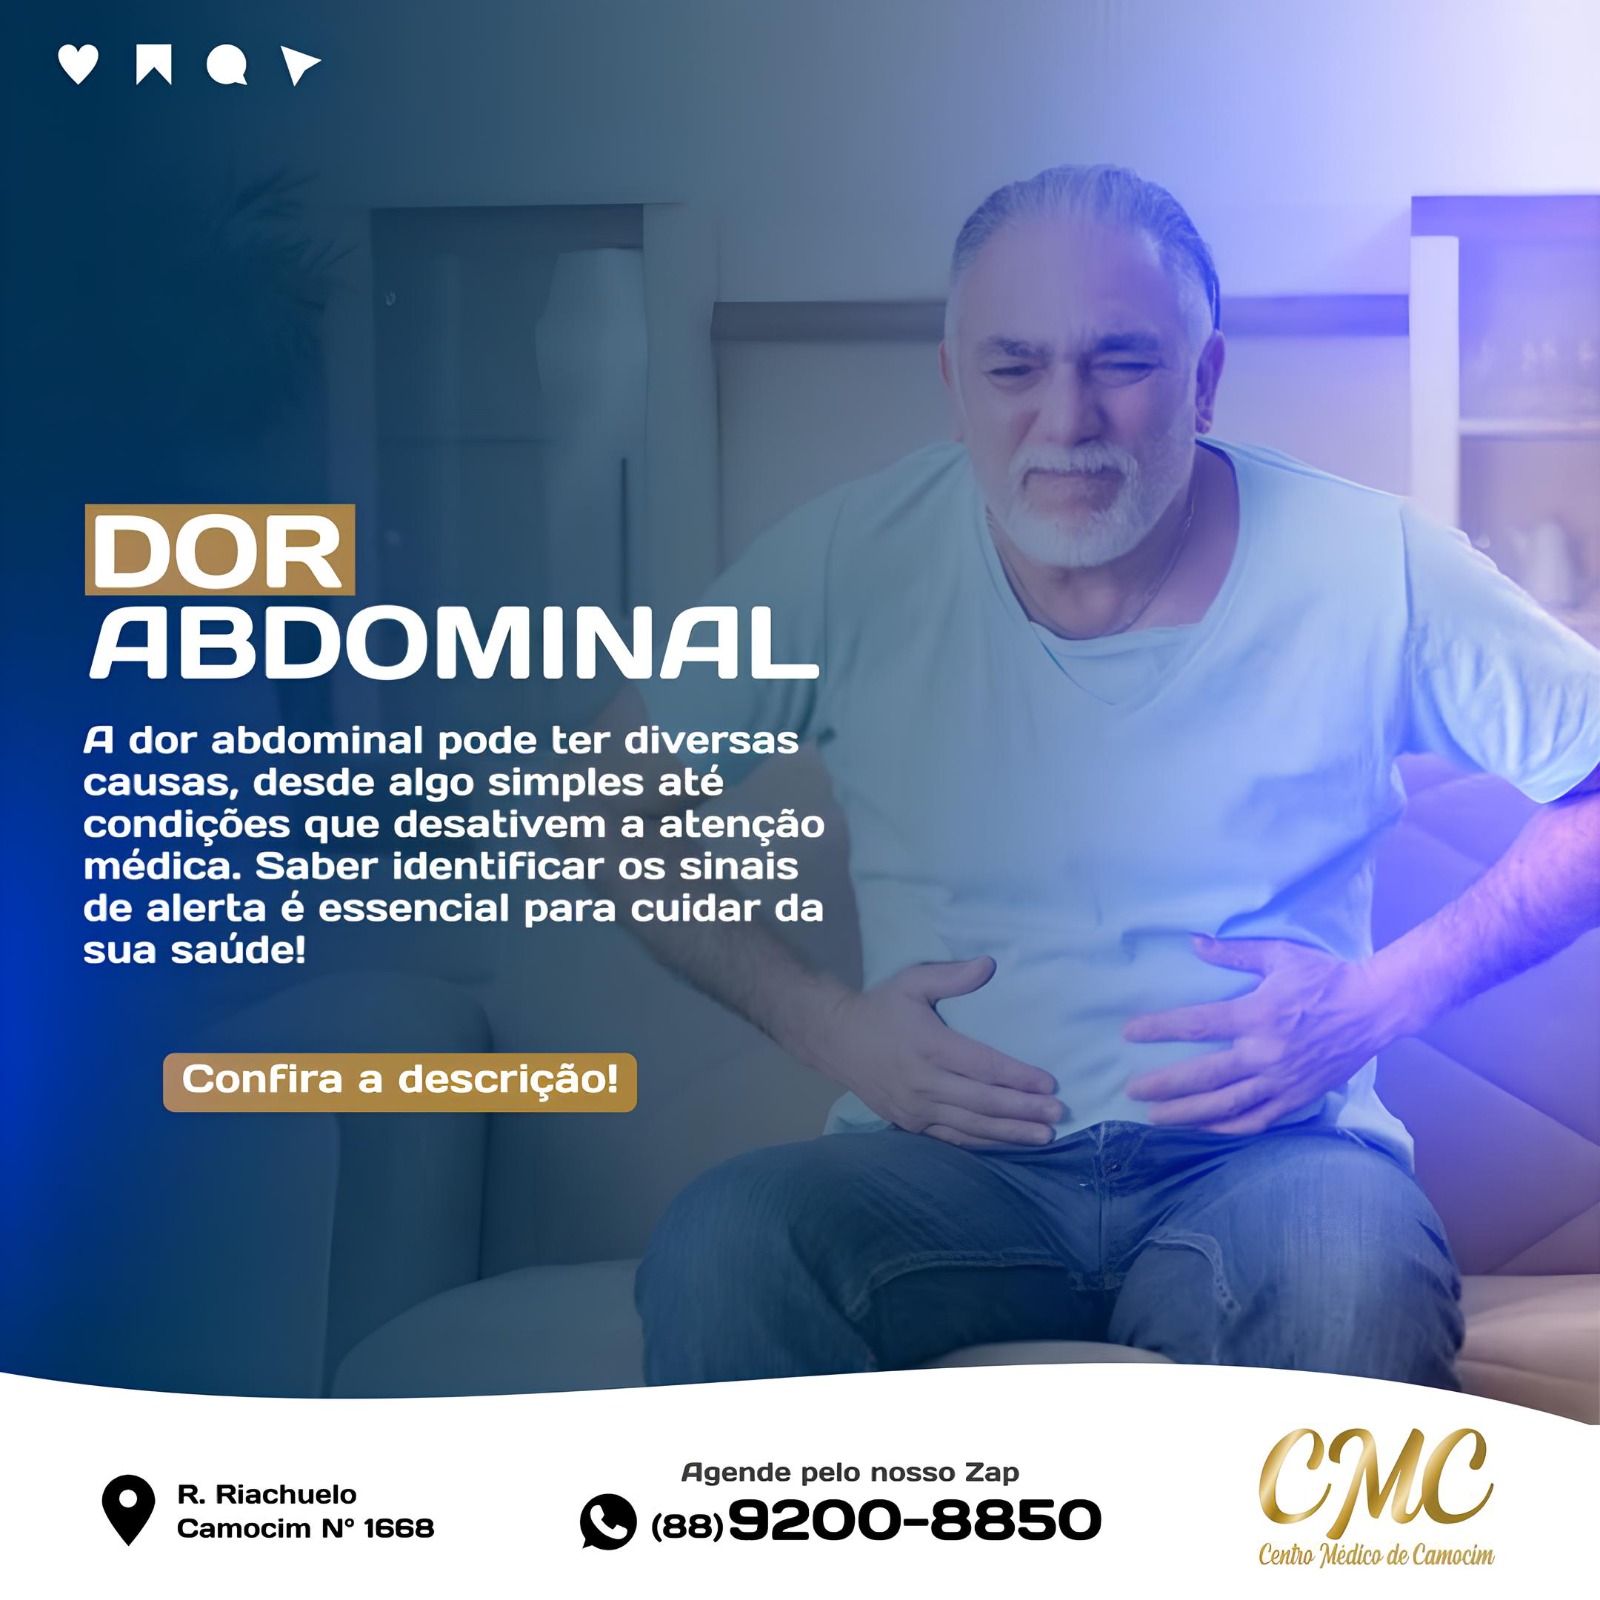 DOR
ABDOMINAL
A dor abdominal pode ter diversas
causas, desde algo simples até
condições que desativem a atenção
médica. Saber identificar os sinais
de alerta é essencial para cuidar da
sua saúde!
Confira a descrição!
R. Riachuelo
Camocim Nº 1668
Agende pelo nosso Zap
(88)9200-8850
CMC
Centro Médico de Camocim